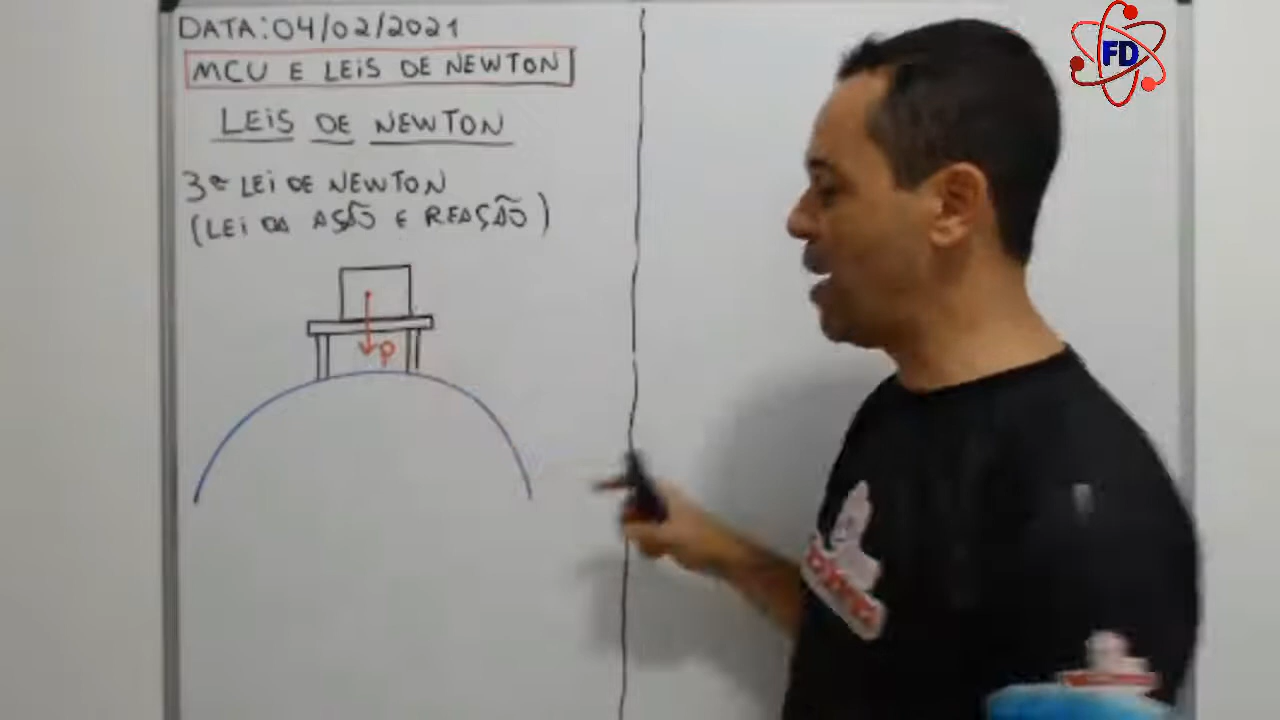 DATA: 04/02/2021
MCU E LEIS DE NEWTON
LEIS DE NEWTON
3ª LEI DE NEWTON
(LEI DA AÇÃO E REAÇÃO)
P
FD